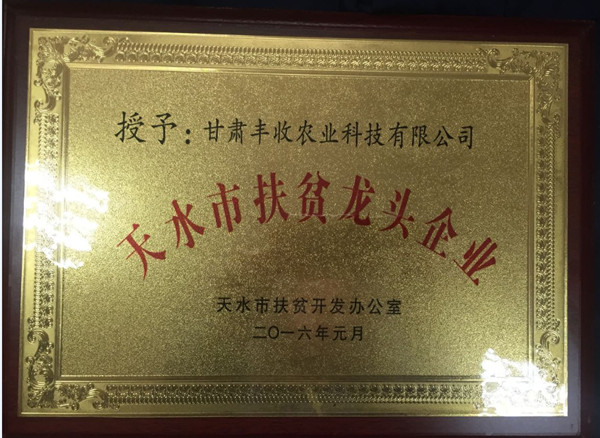 授予：甘肃丰收农业科技有限公司
天水市扶贫龙头企业
天水市扶贫开发办公室
二〇一六年元月